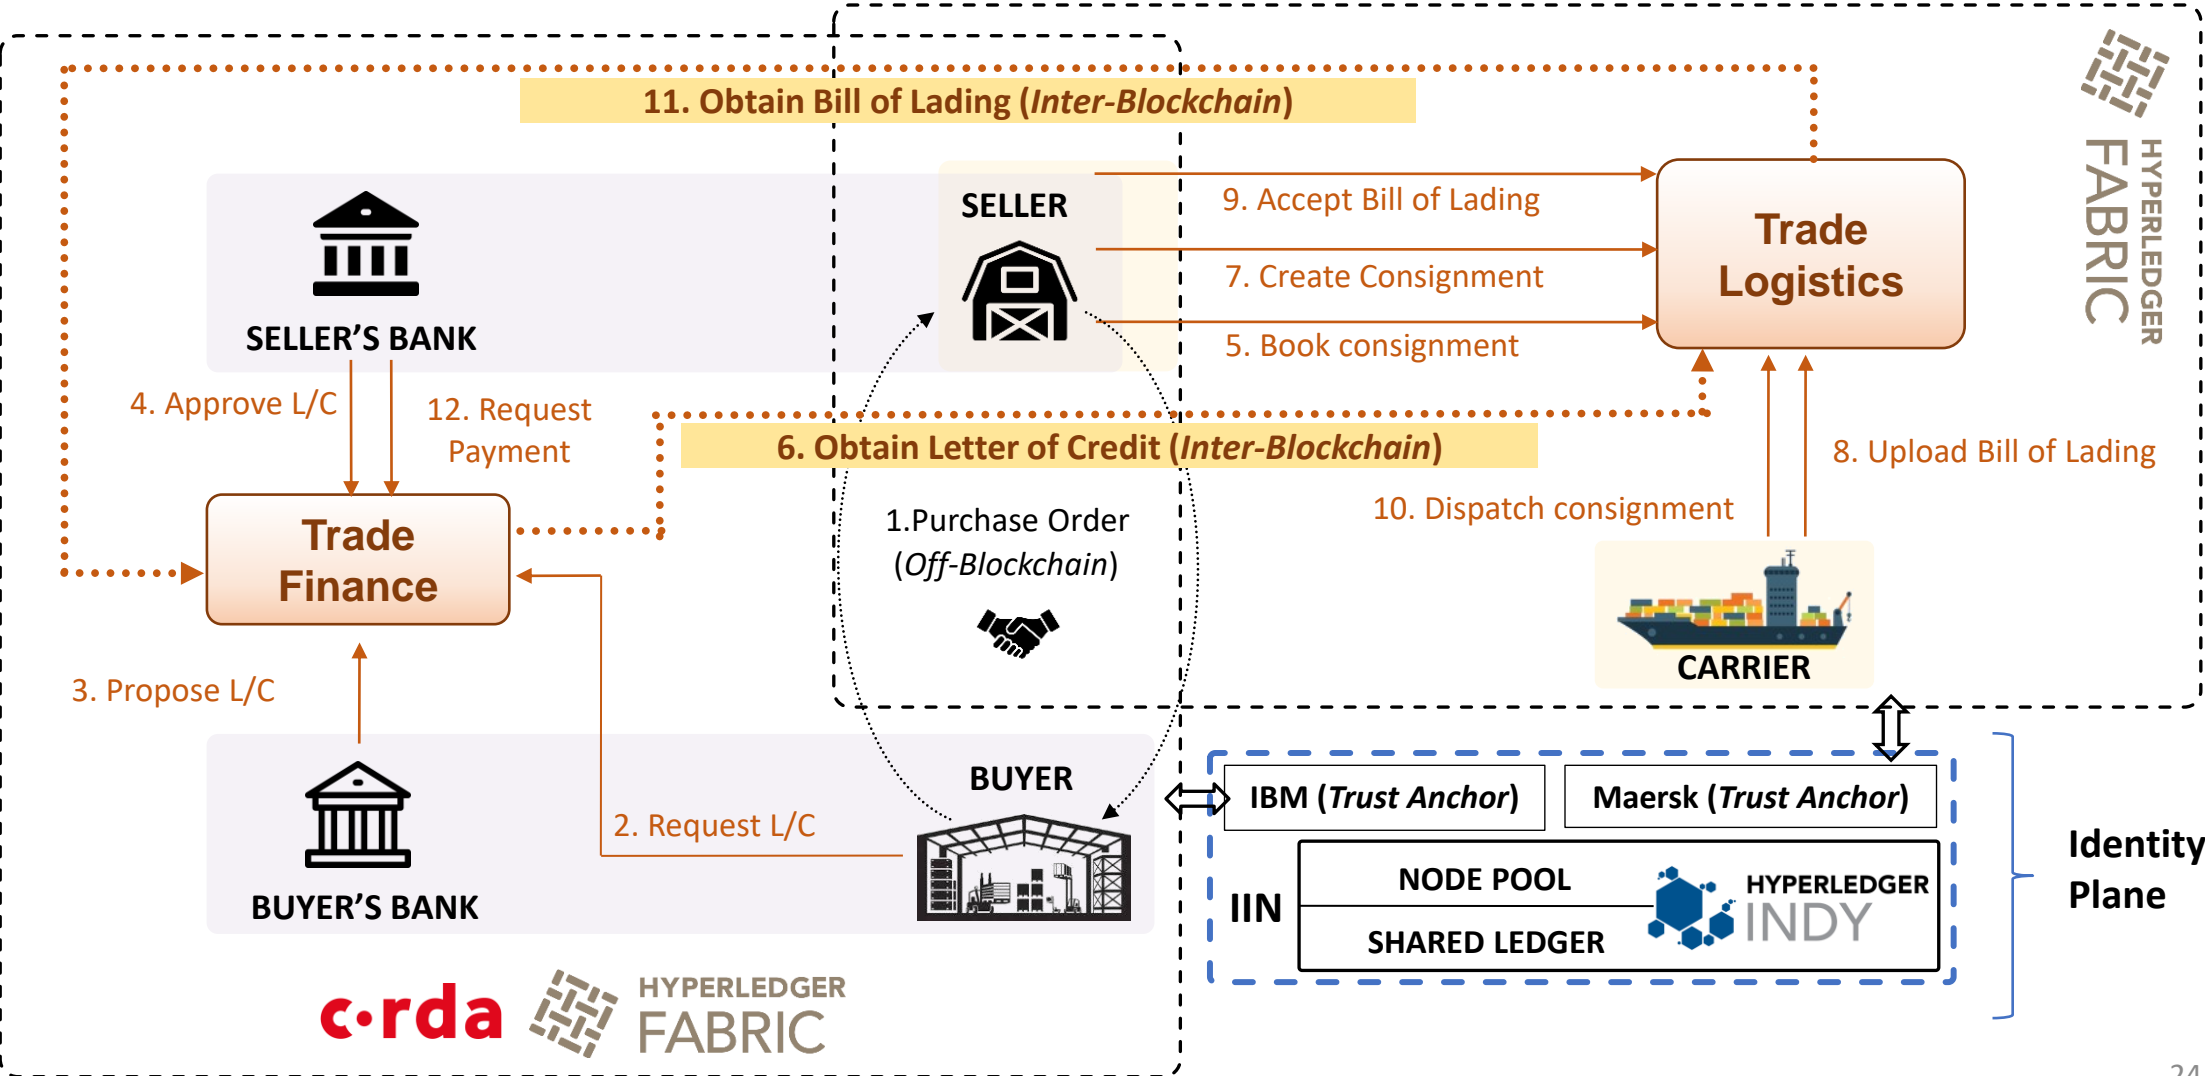 11. Obtain Bill of Lading (Inter-Blockchain)
HYPERLEDGER
FABRIC
SELLER
9. Accept Bill of Lading
Trade
Logistics
7. Create Consignment
5. Book consignment
SELLER'S BANK
4. Approve L/C
12. Request
Payment
6. Obtain Letter of Credit (Inter-Blockchain)
8. Upload Bill of Lading
10. Dispatch consignment
1.Purchase Order
(Off-Blockchain)
Trade
Finance
CARRIER
3. Propose L/C
BUYER
2. Request L/C
BUYER'S BANK
IBM (Trust Anchor)
Maersk (Trust Anchor)
IIN
NODE POOL
SHARED LEDGER
HYPERLEDGER
INDY
Identity
Plane
c·rda
HYPERLEDGER
FABRIC
24